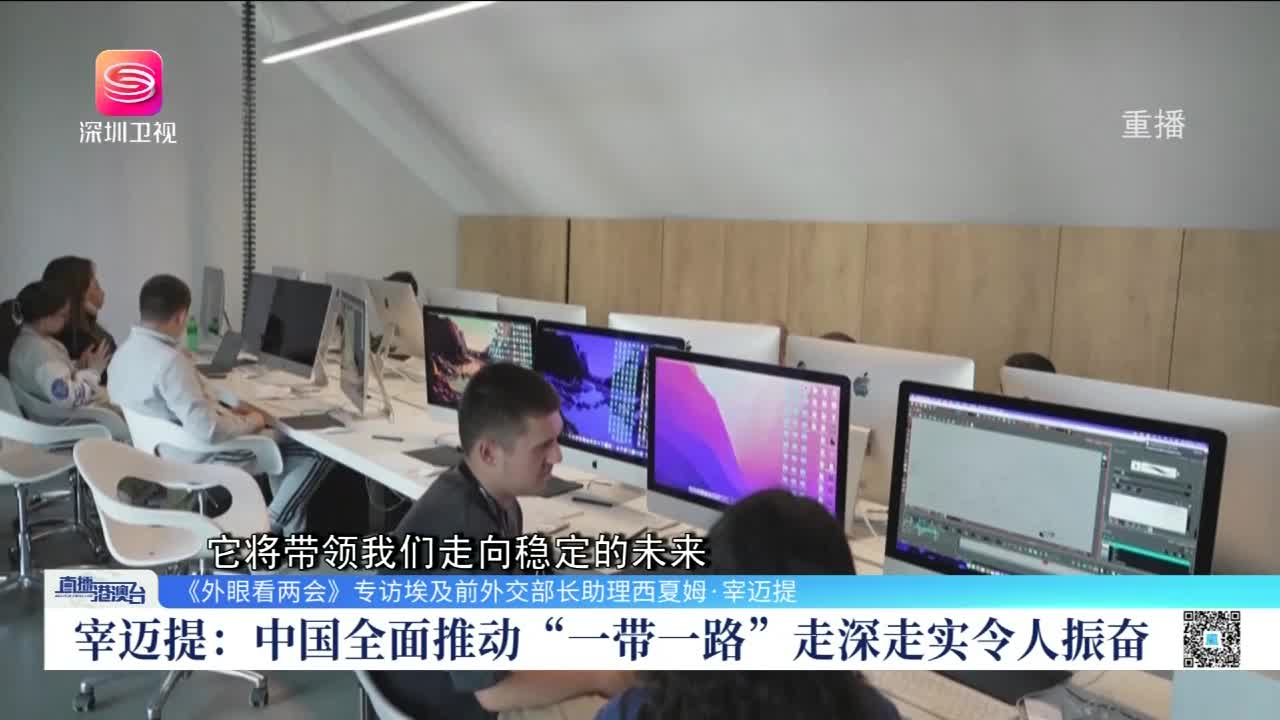 深圳卫视
重播
它将带领我们走向稳定的未来
直播港澳台
《外眼看两会》专访埃及前外交部长助理西夏姆·宰迈提
宰迈提：中国全面推动“一带一路”走深走实令人振奋